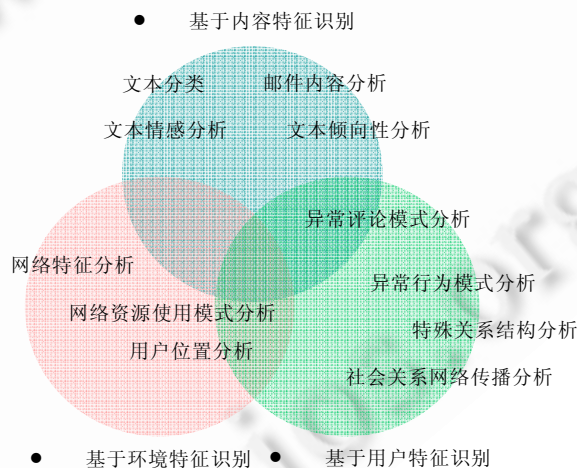 ● 基于内容特征识别
文本分类 邮件内容分析
文本情感分析 文本倾向性分析
异常评论模式分析
网络特征分析
异常行为模式分析
网络资源使用模式分析
特殊关系结构分析
用户位置分析
社会关系网络传播分析
● 基于环境特征识别 ● 基于用户特征识别